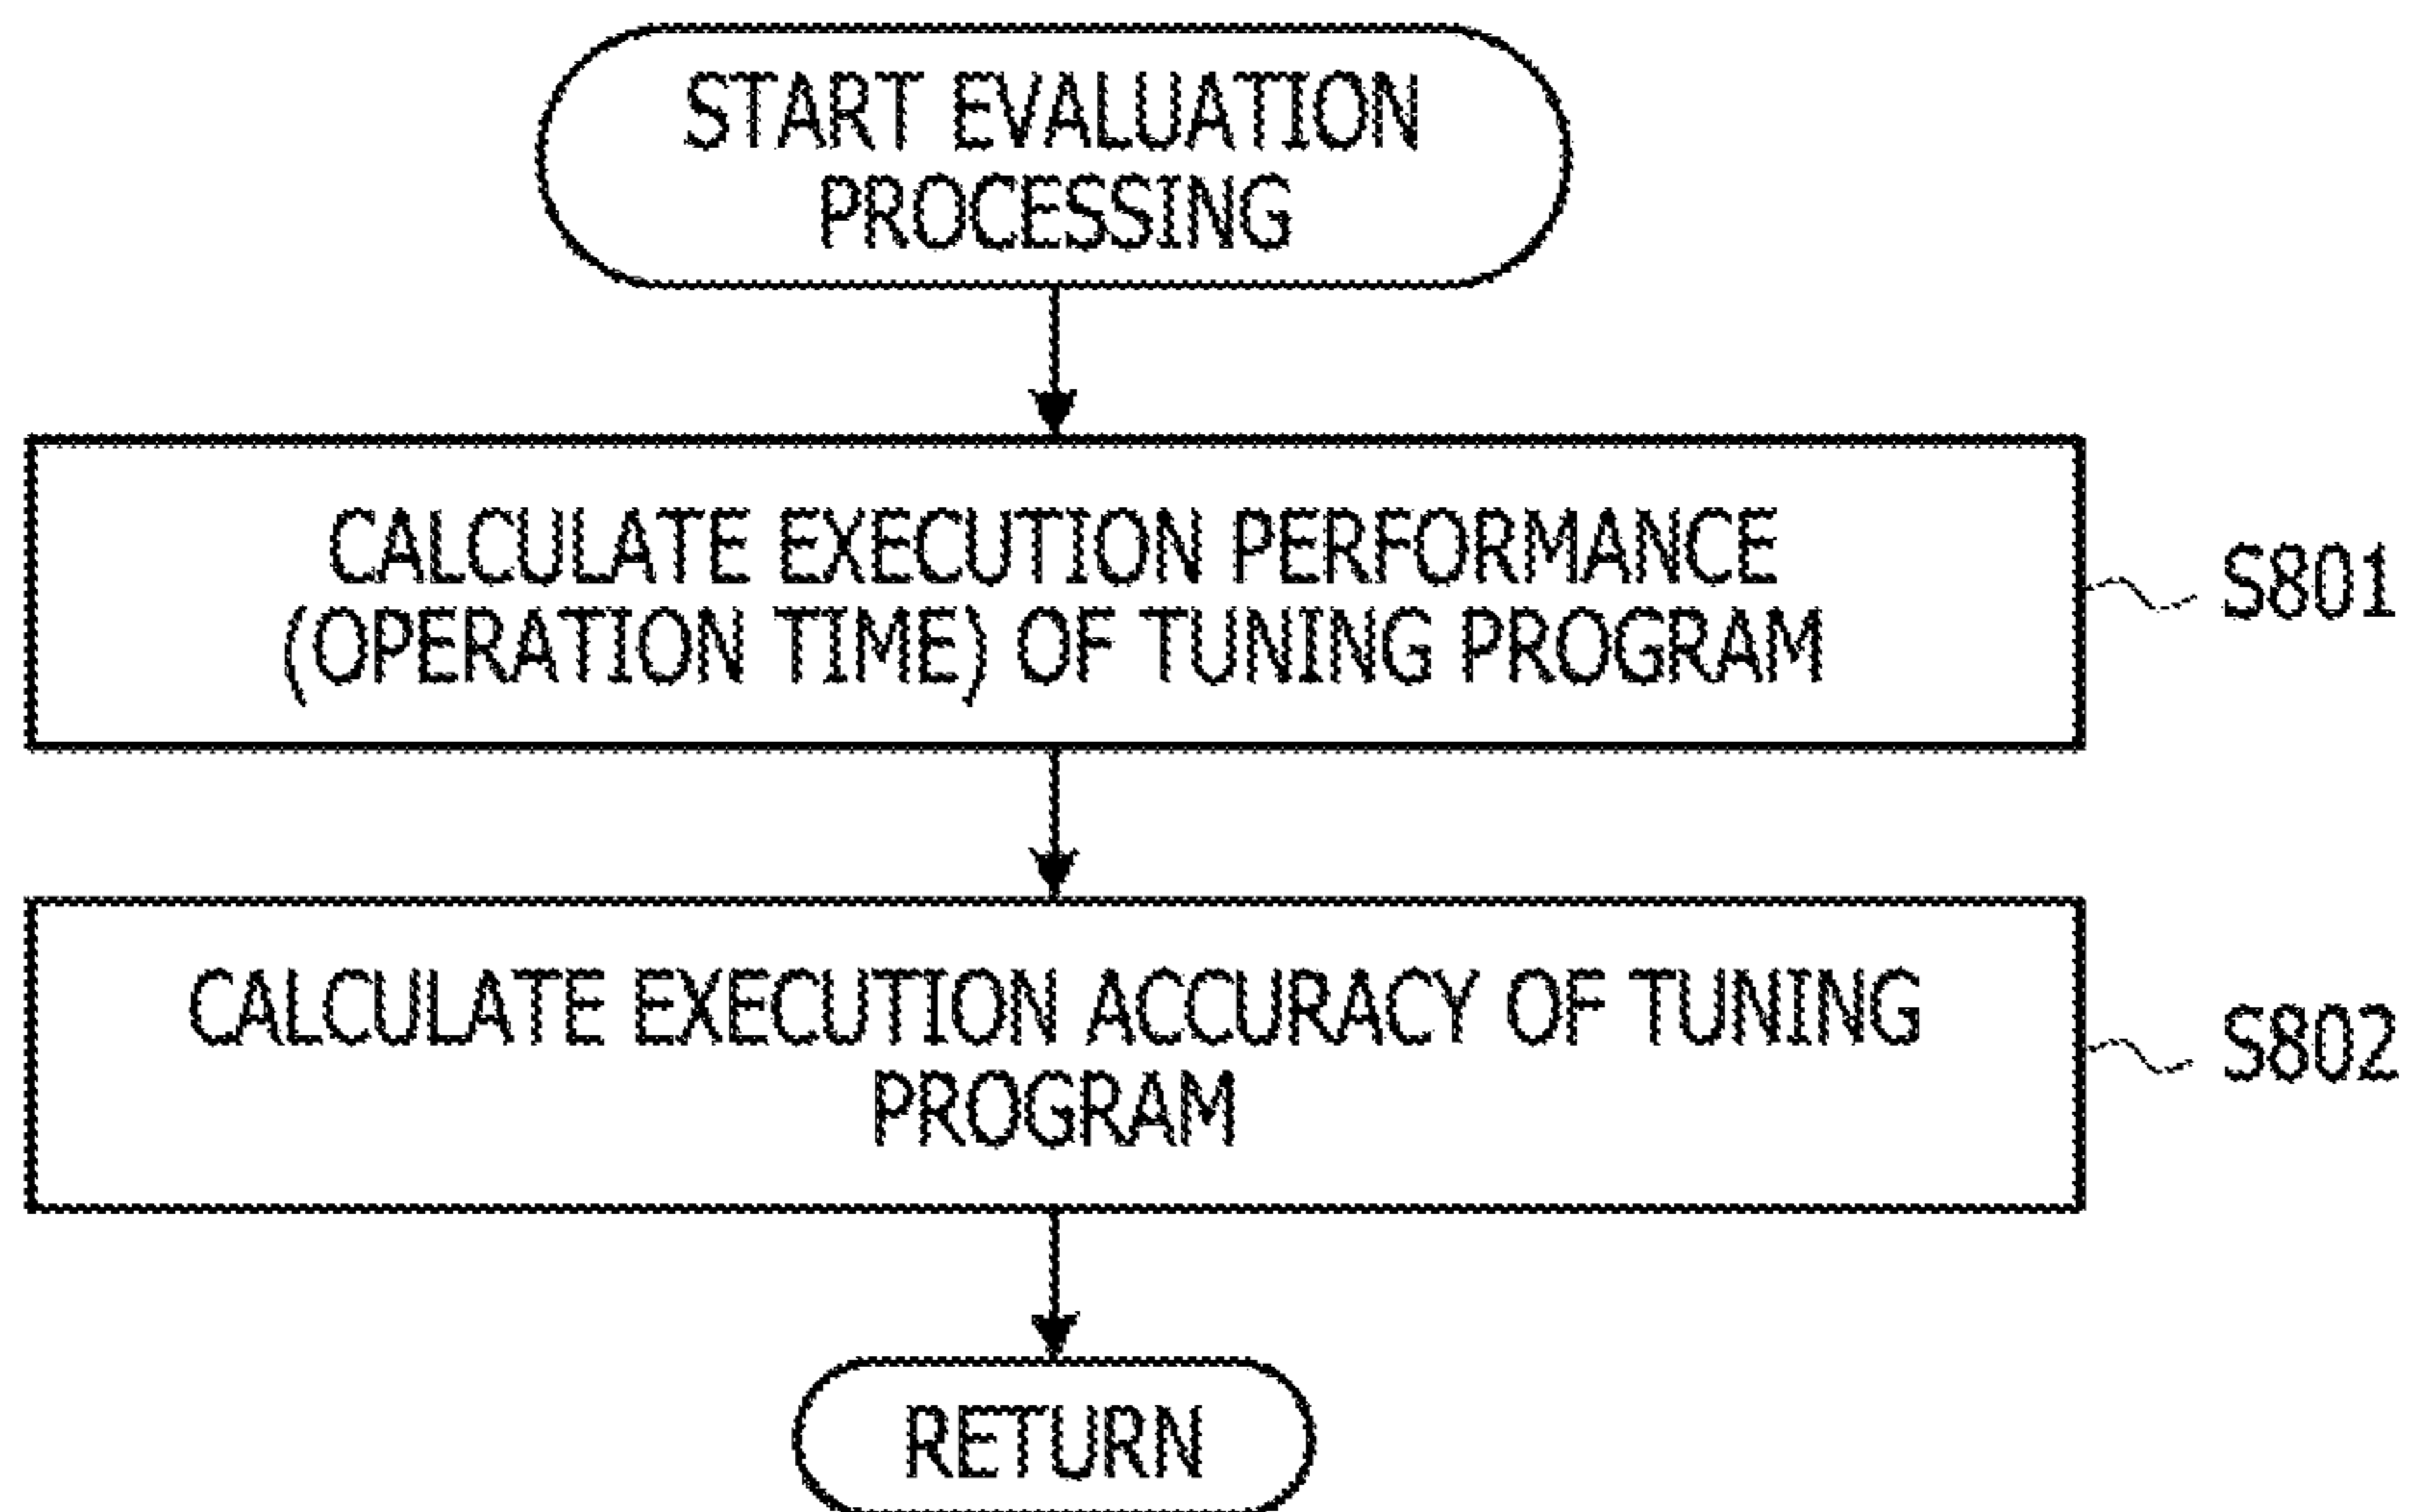 START EVALUATION
PROCESSING
CALCULATE EXECUTION PERFORMANCE
(OPERATION TIME) OF TUNING PROGRAM
S801
CALCULATE EXECUTION ACCURACY OF TUNING
PROGRAM
S802
RETURN